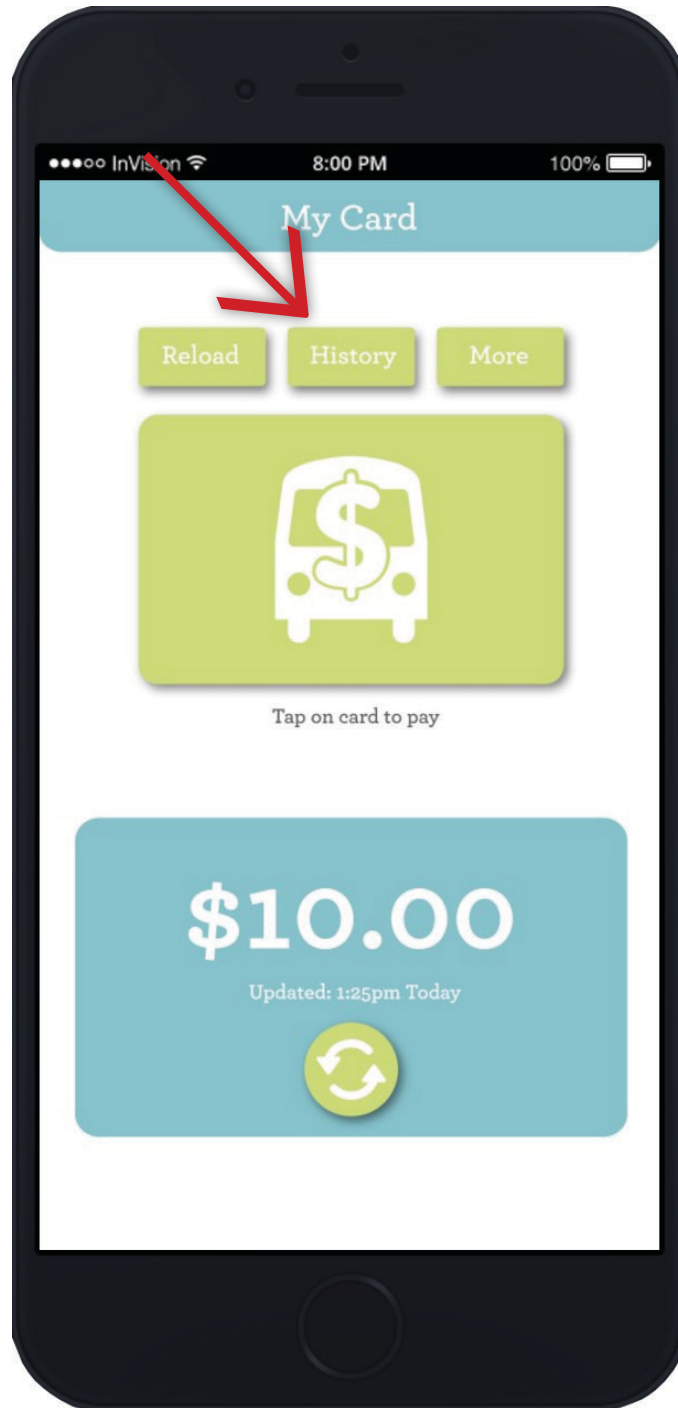 ●●●○○ InVision 8:00 PM 100%
My Card
Reload History More
$
Tap on card to pay
$10.00
Updated: 1:25pm Today